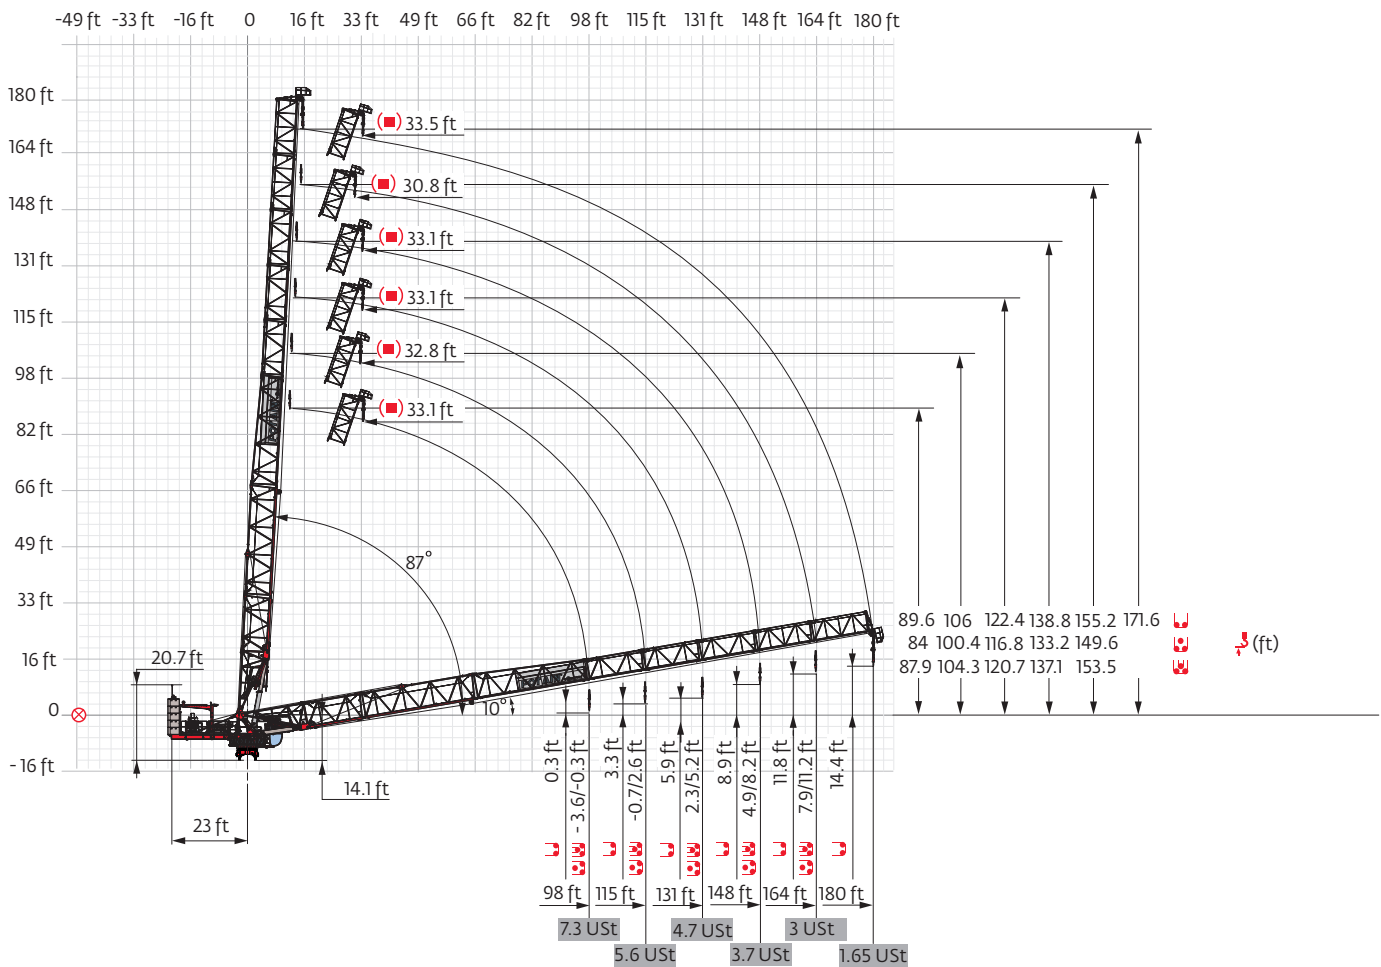 -49 ft -33 ft -16 ft 0 16 ft 33 ft 49 ft 66 ft 82 ft 98 ft 115 ft 131 ft 148 ft 164 ft 180 ft
180 ft
33.5 ft
164 ft
30.8 ft
148 ft
33.1 ft
131 ft
33.1 ft
115 ft
32.8 ft
98 ft
33.1 ft
82 ft
66 ft
49 ft
87°
33 ft
89.6 106 122.4 138.8 155.2 171.6
84 100.4 116.8 133.2 149.6 (ft)
87.9 104.3 120.7 137.1 153.5
16 ft
20.7 ft
10°
0
-16 ft
14.1 ft
23 ft
0.3 ft
- 3.6/-0.3 ft
3.3 ft
-0.7/2.6 ft
5.9 ft
2.3/5.2 ft
8.9 ft
4.9/8.2 ft
11.8 ft
7.9/11.2 ft
14.4 ft
98 ft 115 ft 131 ft 148 ft 164 ft 180 ft
7.3 USt 4.7 USt 3 USt
5.6 USt 3.7 USt 1.65 USt